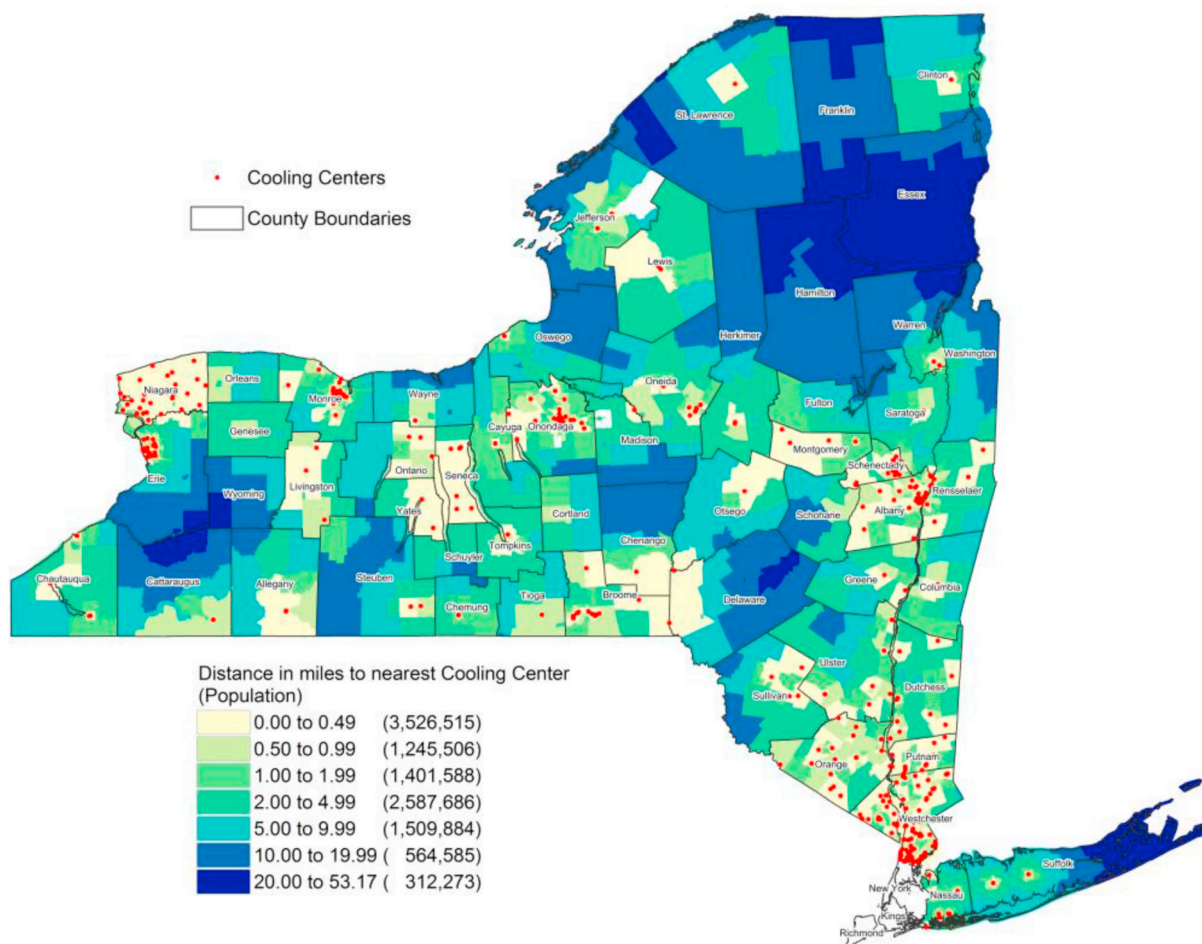 Clinton
Franklin
St. Lawrence
Cooling Centers
Essex
County Boundaries
Jefferson
Lewis
Hamilton
Warren
Oswego
Herkimer
Washington
Oneida
Niagara
Orleans
Wayne
Monroe
Fulton
Saratoga
Cayuga
Onondaga
Genesee
Madison
Montgomery
Schenectady
Ontario
Seneca
Erie
Livingston
Rensselaer
Wyoming
Otsego
Albany
Yates
Schoharie
Cortland
Tompkins
Chenango
Schuyler
Chautauqua
Cattaraugus
Allegany
Steuben
Greene
Columbia
Tioga
Broome
Delaware
Chemung
Distance in miles to nearest Cooling Center
(Population)
Ulster
Dutchess
Sullivan
0.00 to 0.49 (3,526,515)
0.50 to 0.99 (1,245,506)
1.00 to 1.99 (1,401,588)
2.00 to 4.99 (2,587,686)
5.00 to 9.99 (1,509,884)
10.00 to 19.99 ( 564,585)
20.00 to 53.17 ( 312,273)
Putnam
Orange
Westchester
Suffolk
New York
Nassau
Kings
Richmond